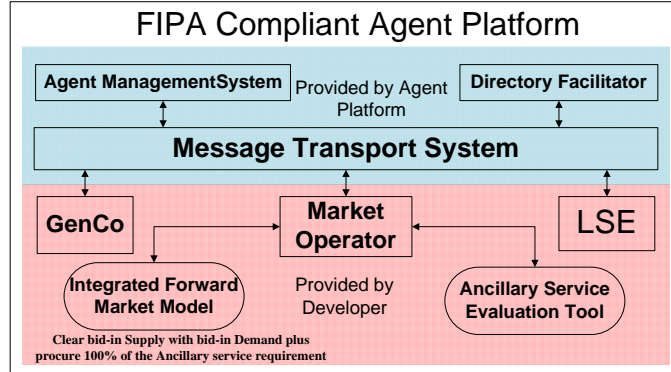 FIPA Compliant Agent Platform
Agent ManagementSystem
Provided by Agent
Platform
Directory Facilitator
Message Transport System
GenCo
Market
Operator
LSE
Integrated Forward
Market Model
Provided by
Developer
Ancillary Service
Evaluation Tool
Clear bid-in Supply with bid-in Demand plus
procure 100% of the Ancillary service requirement